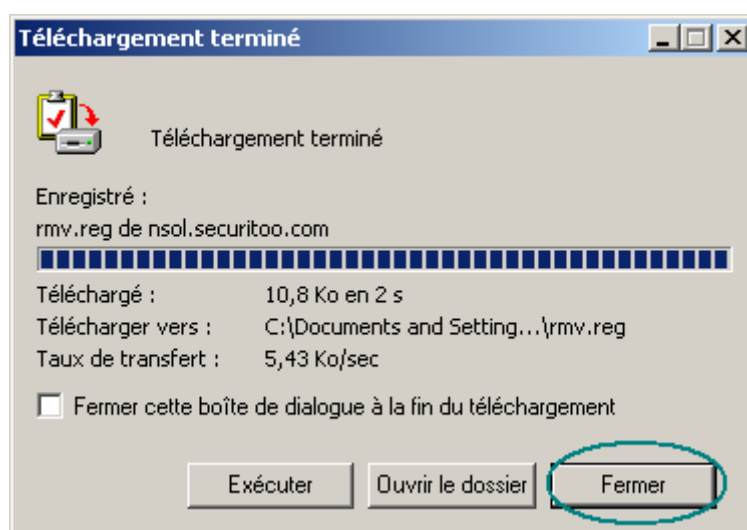 Téléchargement terminé
Téléchargement terminé
Enregistré :
rmv.reg de nsol.securitoo.com
Téléchargé : 10,8 Ko en 2 s
Télécharger vers : C:\Documents and Setting...\rmv.reg
Taux de transfert : 5,43 Ko/sec
Fermer cette boîte de dialogue à la fin du téléchargement
Exécuter Ouvrir le dossier Fermer